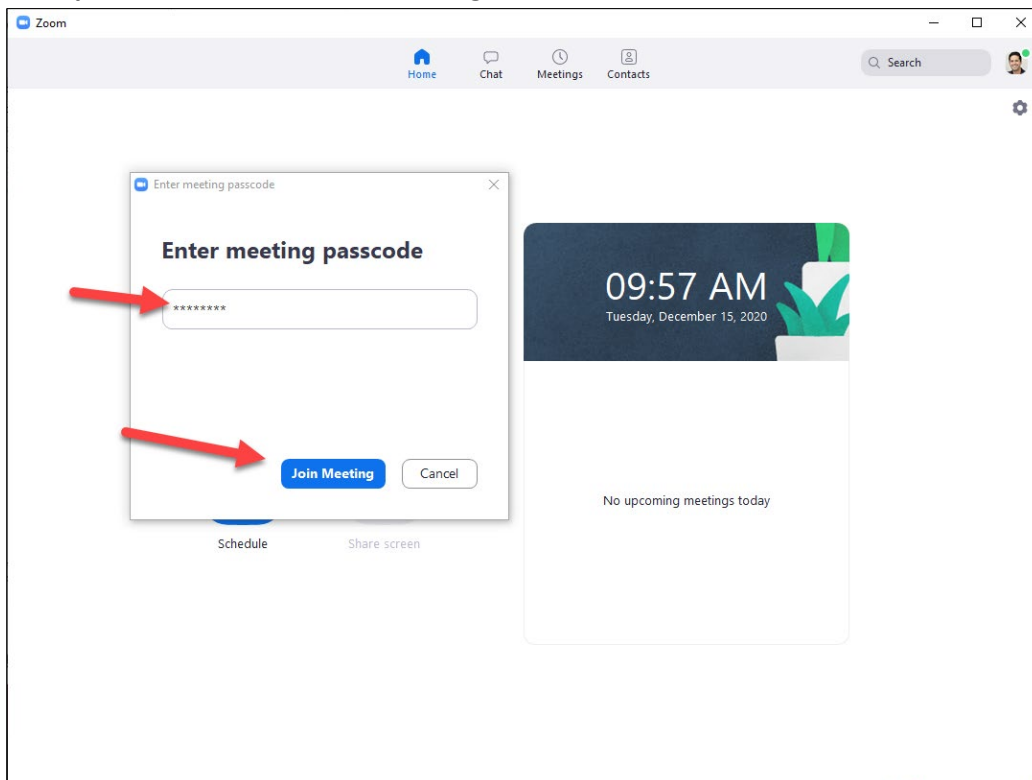 Zoom
Home
Chat
Meetings
Contacts
Search
Enter meeting passcode
Enter meeting passcode
********
Join Meeting
Cancel
Schedule
Share screen
09:57 AM
Tuesday, December 15, 2020
No upcoming meetings today